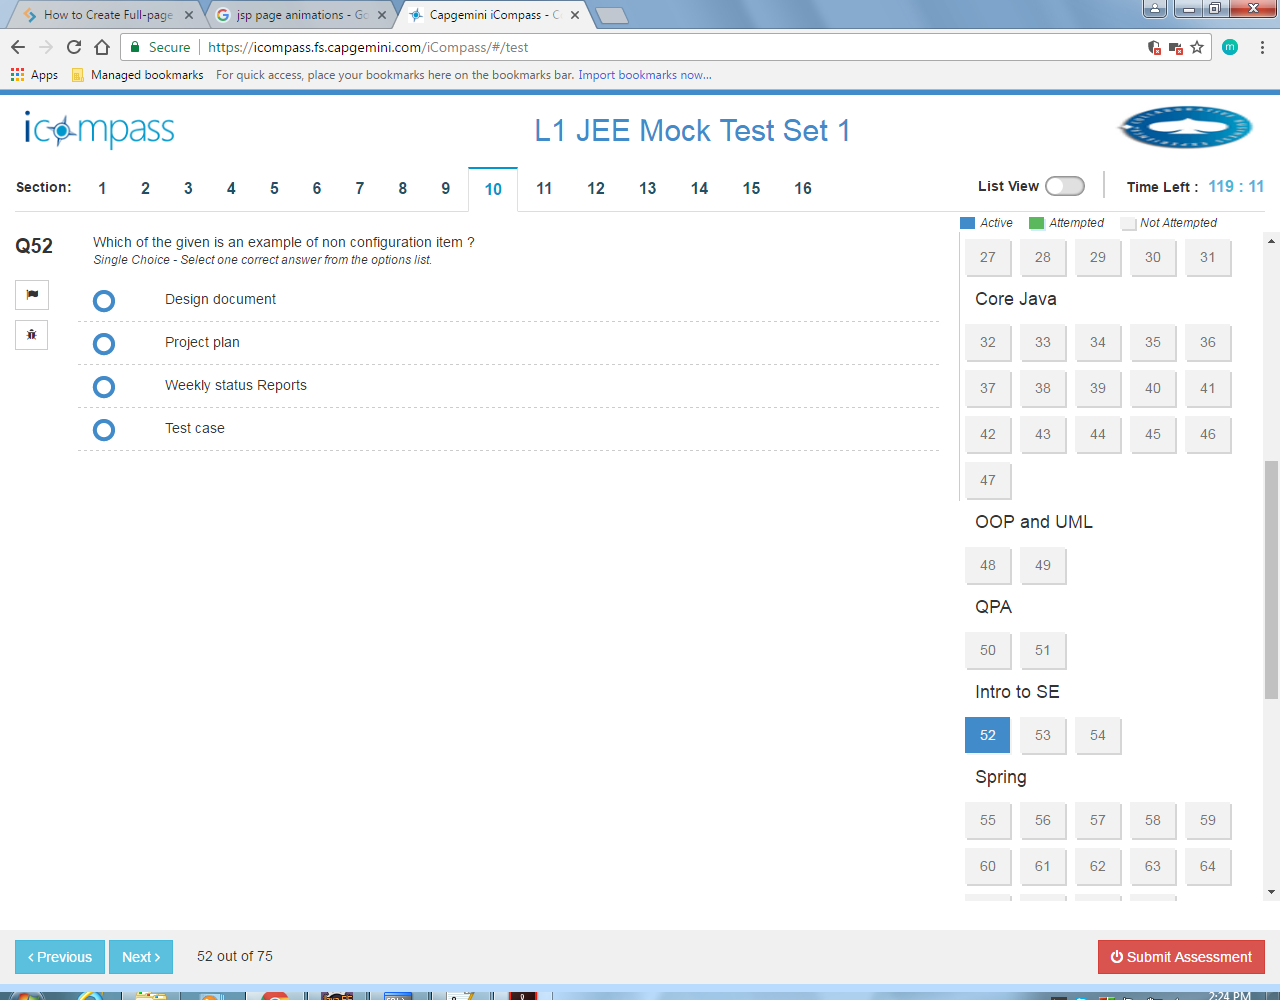 How to Create Full-page
jsp page animations - Go
Capgemini iCompass - C
Secure
https://icompass.fs.capgemini.com/iCompass/#/test
m
Apps
Managed bookmarks
For quick access, place your bookmarks here on the bookmarks bar. Import bookmarks now...
icompass
L1 JEE Mock Test Set 1
Section: 1 2 3 4 5 6 7 8 9 10 11 12 13 14 15 16
List View
Time Left : 119 : 11
Active Attempted Not Attempted
Q52
Which of the given is an example of non configuration item ?
Single Choice - Select one correct answer from the options list.
Design document
Project plan
Weekly status Reports
Test case
27 28 29 30 31
Core Java
32 33 34 35 36
37 38 39 40 41
42 43 44 45 46
47
OOP and UML
48 49
QPA
50 51
Intro to SE
52 53 54
Spring
55 56 57 58 59
60 61 62 63 64
‹ Previous
Next ›
52 out of 75
Submit Assessment
2:24 PM